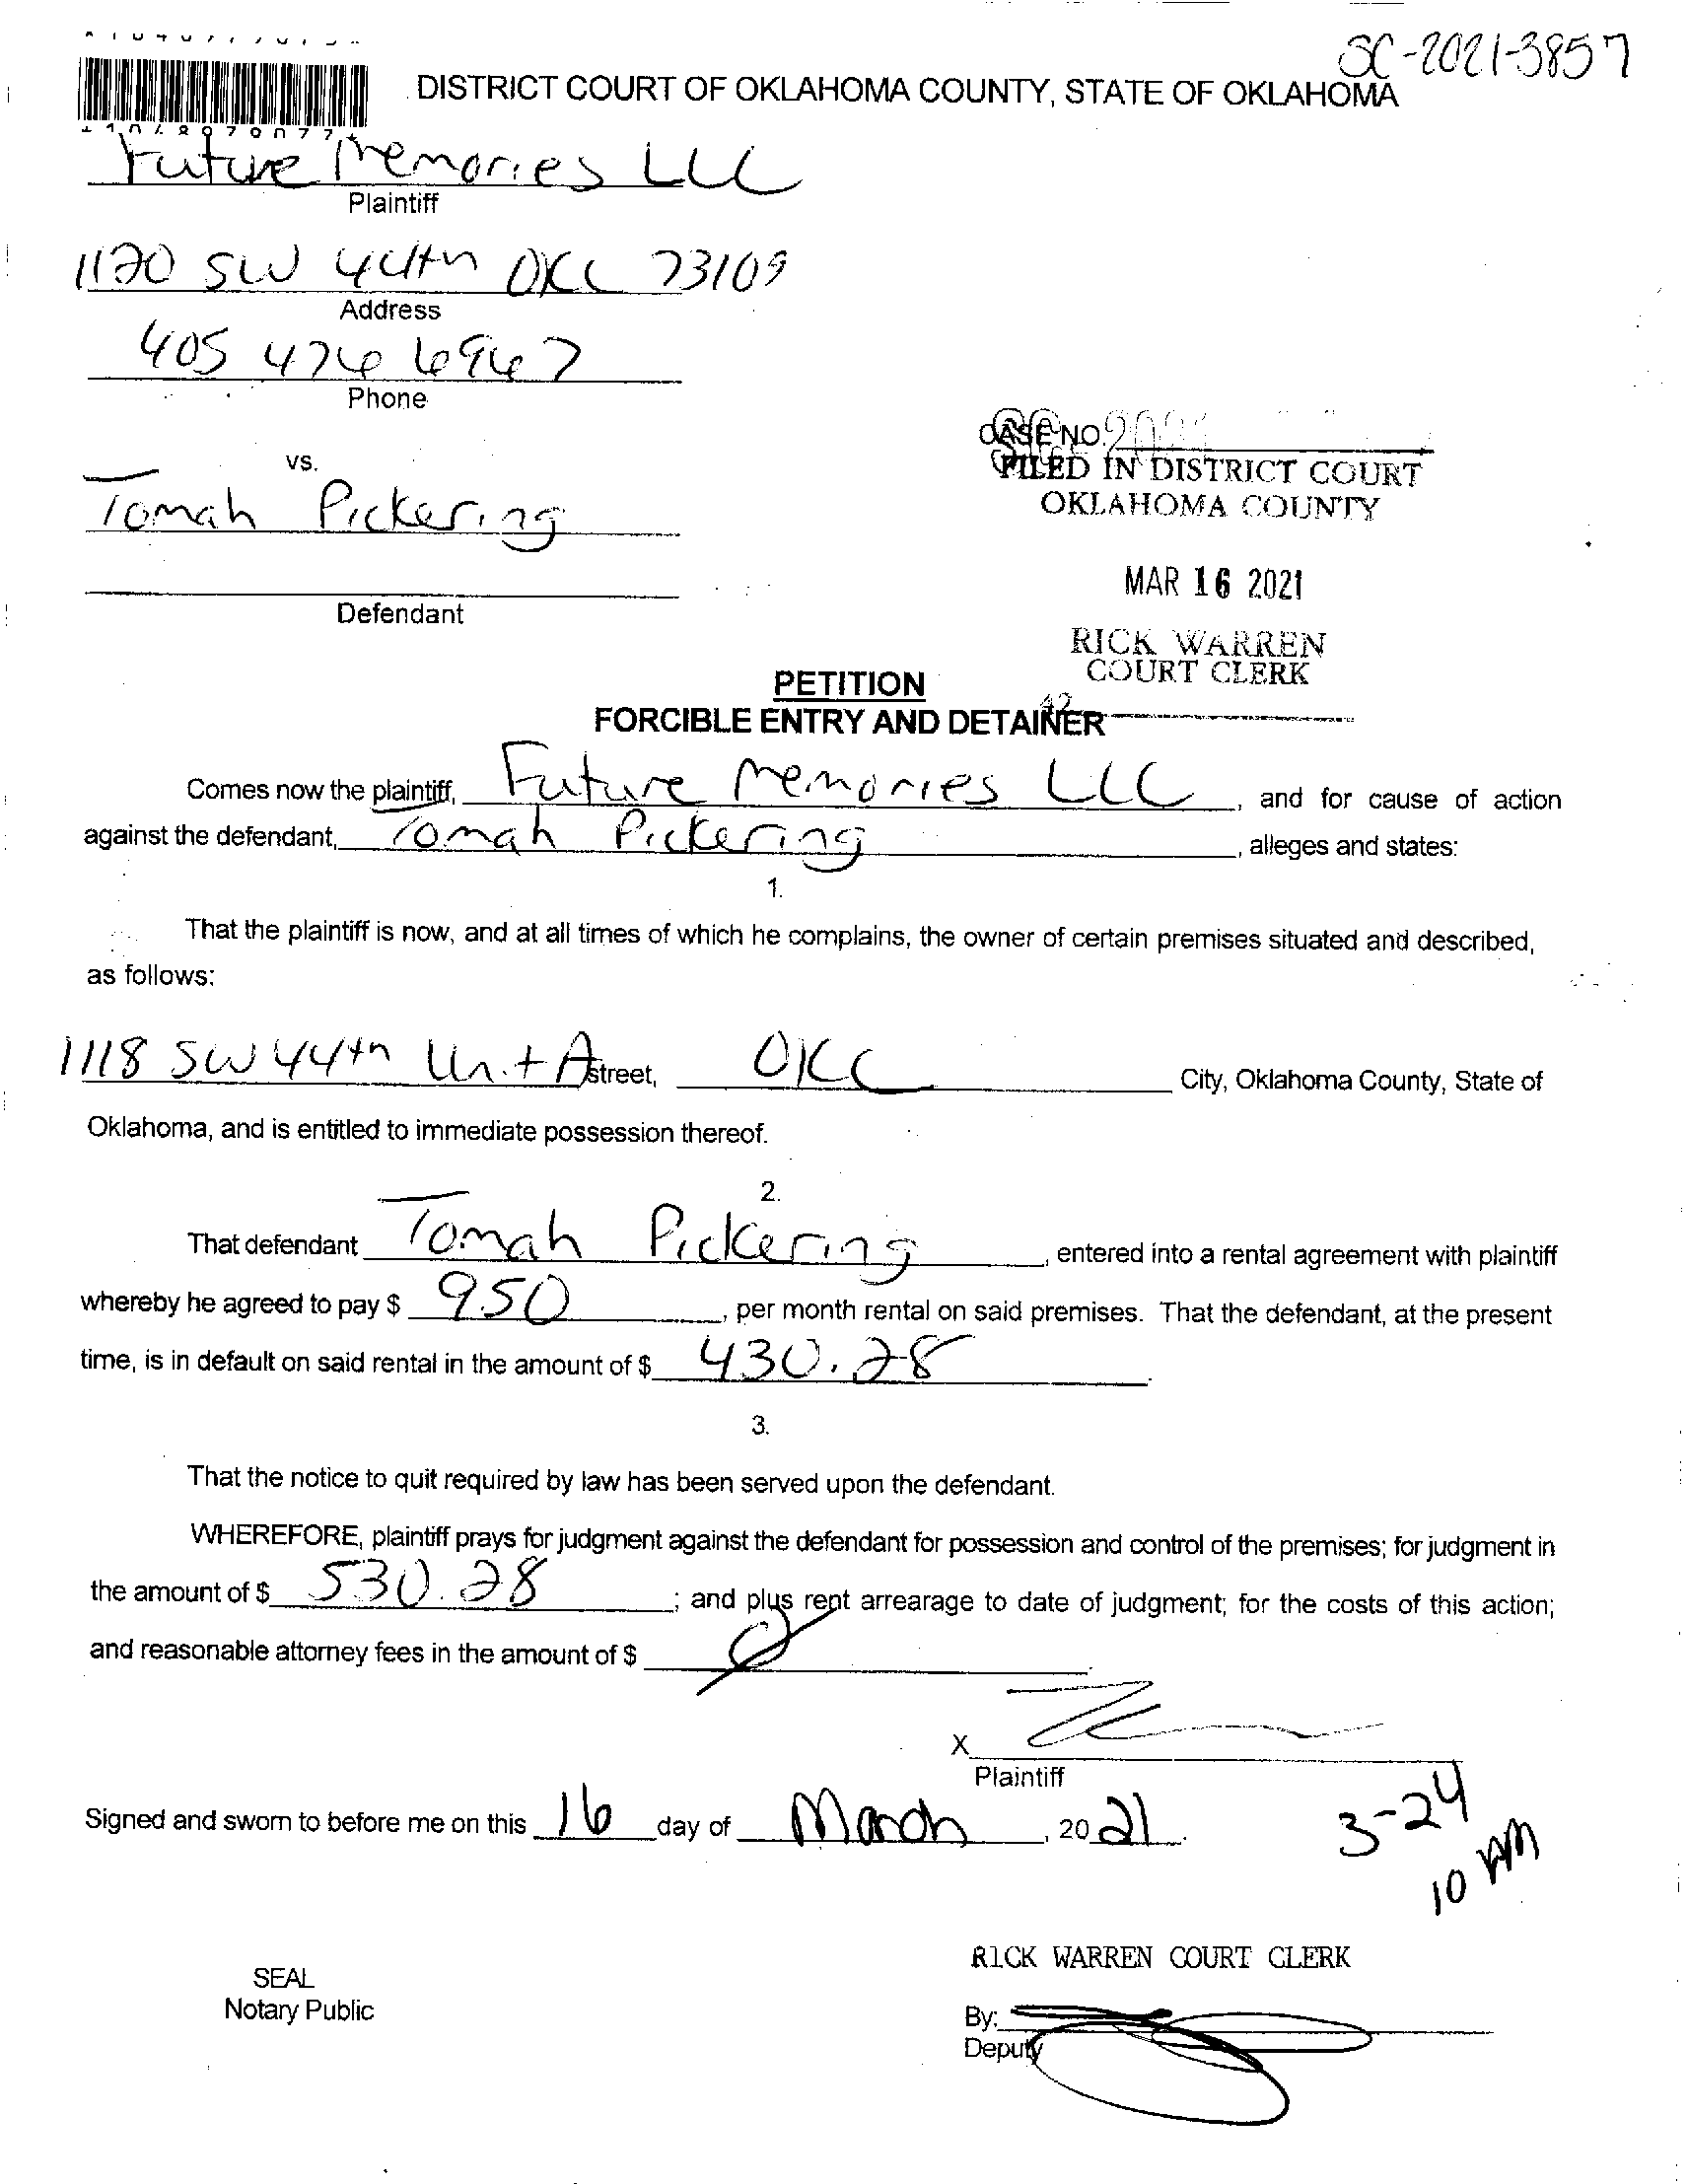 SC-2021-3857
DISTRICT COURT OF OKLAHOMA COUNTY, STATE OF OKLAHOMA
Future Memories LLC
Plaintiff
1120 SW 44th OKC 73109
Address
405 476 6967
Phone
CASE NO.
vs.
FILED IN DISTRICT COURT
OKLAHOMA COUNTY
Tomah Pickering
MAR 16 2021
Defendant
RICK WARREN
COURT CLERK
PETITION
42
FORCIBLE ENTRY AND DETAINER
Comes now the plaintiff, Future Memories LLC, and for cause of action
against the defendant, Tomah Pickering, alleges and states:
1.
That the plaintiff is now, and at all times of which he complains, the owner of certain premises situated and described,
as follows:
1118 SW 44th Unit A street, OKC City, Oklahoma County, State of
Oklahoma, and is entitled to immediate possession thereof.
2.
That defendant Tomah Pickering, entered into a rental agreement with plaintiff
whereby he agreed to pay $ 950, per month rental on said premises. That the defendant, at the present
time, is in default on said rental in the amount of $ 430.28.
3.
That the notice to quit required by law has been served upon the defendant.
WHEREFORE, plaintiff prays for judgment against the defendant for possession and control of the premises; for judgment in
the amount of $ 530.28; and plus rent arrearage to date of judgment; for the costs of this action;
and reasonable attorney fees in the amount of $ 0.
X
Plaintiff
Signed and sworn to before me on this 16 day of March, 2021.
3-24
10 AM
RICK WARREN COURT CLERK
SEAL
Notary Public
By:
Deputy